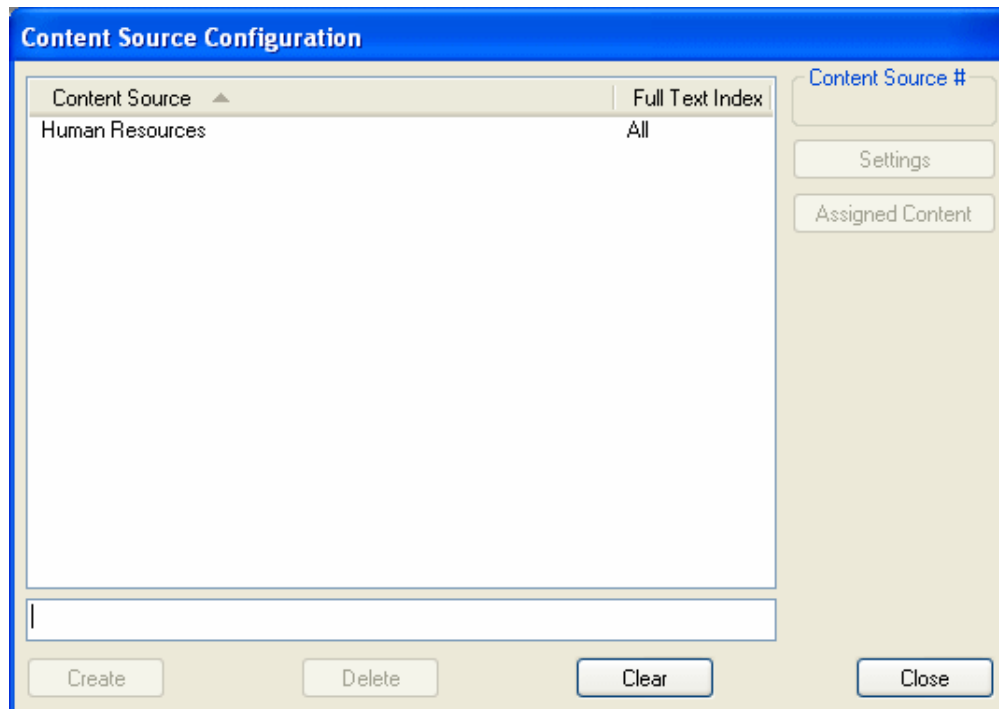 Content Source Configuration
Content Source Full Text Index
Human Resources All
Content Source #
Settings
Assigned Content
Create Delete Clear Close